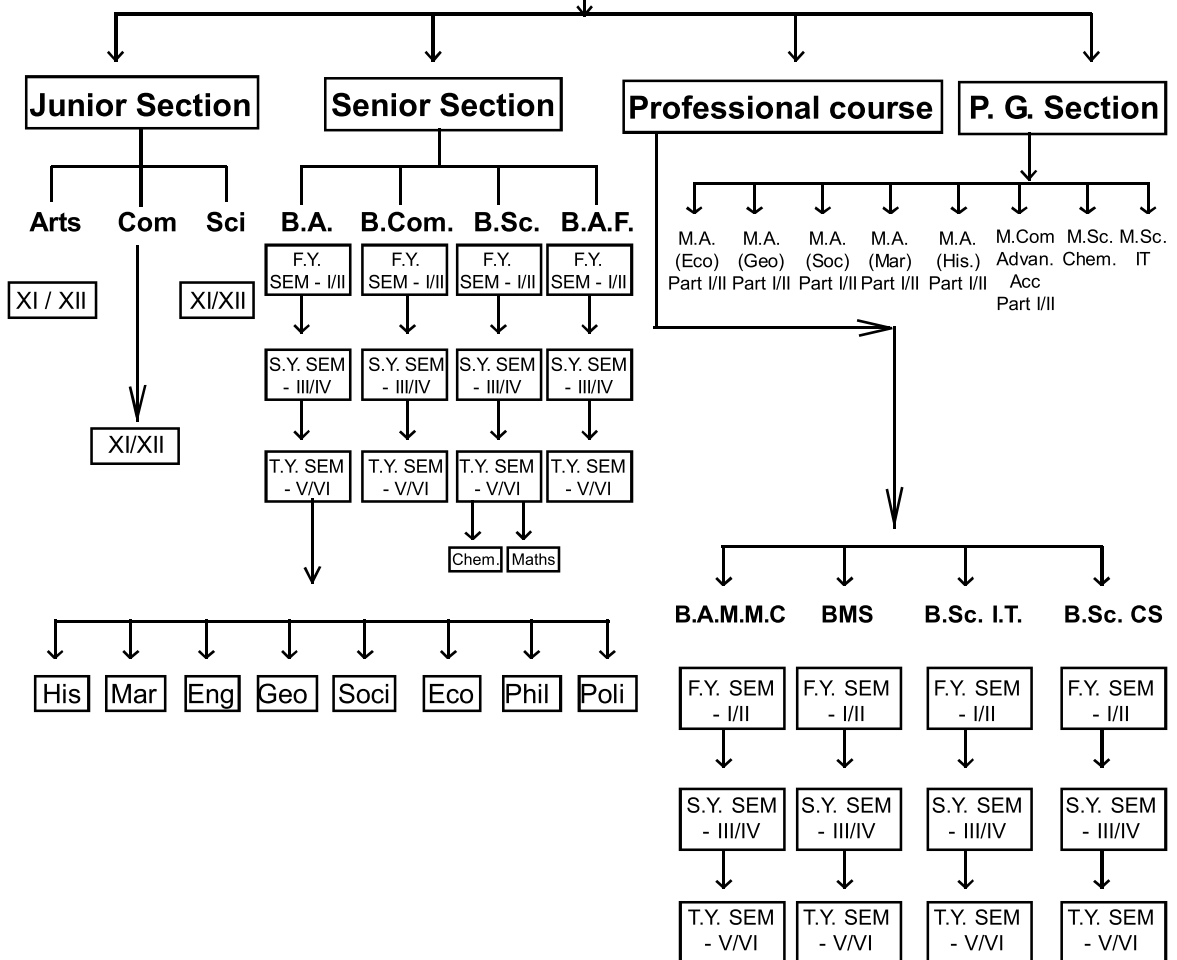 Junior Section
Senior Section
Professional course
P. G. Section
Arts
Com
Sci
XI / XII
XI/XII
XI/XII
B.A.
B.Com.
B.Sc.
B.A.F.
F.Y.
SEM - I/II
F.Y.
SEM - I/II
F.Y.
SEM - I/II
F.Y.
SEM - I/II
S.Y. SEM
- III/IV
S.Y. SEM
- III/IV
S.Y. SEM
- III/IV
S.Y. SEM
- III/IV
T.Y. SEM
- V/VI
T.Y. SEM
- V/VI
T.Y. SEM
- V/VI
T.Y. SEM
- V/VI
Chem.
Maths
His
Mar
Eng
Geo
Soci
Eco
Phil
Poli
M.A.
(Eco)
Part I/II
M.A.
(Geo)
Part I/II
M.A.
(Soc)
Part I/II
M.A.
(Mar)
Part I/II
M.A.
(His.)
Part I/II
M.Com
Advan.
Acc
Part I/II
M.Sc.
Chem.
M.Sc.
IT
B.A.M.M.C
BMS
B.Sc. I.T.
B.Sc. CS
F.Y. SEM
- I/II
F.Y. SEM
- I/II
F.Y. SEM
- I/II
F.Y. SEM
- I/II
S.Y. SEM
- III/IV
S.Y. SEM
- III/IV
S.Y. SEM
- III/IV
S.Y. SEM
- III/IV
T.Y. SEM
- V/VI
T.Y. SEM
- V/VI
T.Y. SEM
- V/VI
T.Y. SEM
- V/VI